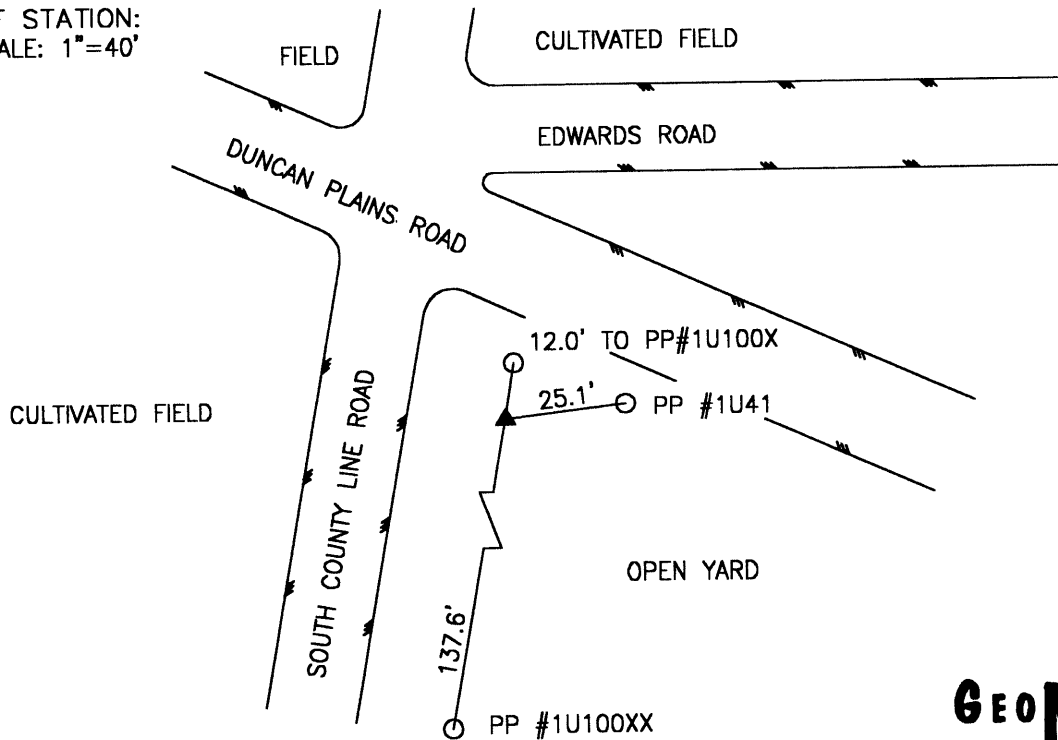 STATION:
1"=40'
FIELD
CULTIVATED FIELD
EDWARDS ROAD
DUNCAN PLAINS ROAD
12.0' TO PP#1U100X
25.1'
PP #1U41
CULTIVATED FIELD
SOUTH COUNTY LINE ROAD
OPEN YARD
137.6'
PP #1U100XX
GEO